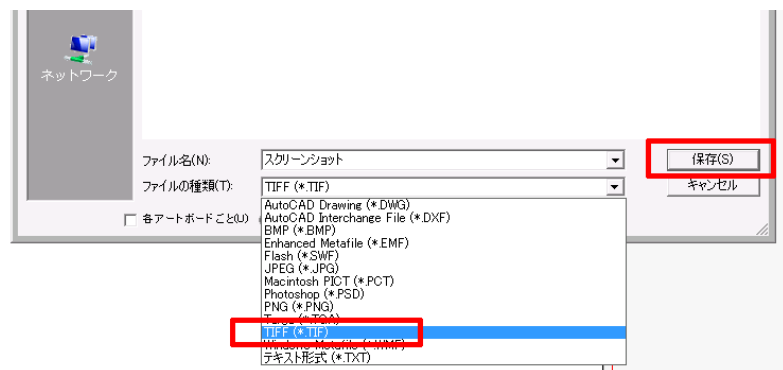 ネットワーク
ファイル名(N):
スクリーンショット
保存(S)
ファイルの種類(T):
TIFF (*.TIF)
キャンセル
各アートボードごと(U)
AutoCAD Drawing (*.DWG)
AutoCAD Interchange File (*.DXF)
BMP (*.BMP)
Enhanced Metafile (*.EMF)
Flash (*.SWF)
JPEG (*.JPG)
Macintosh PICT (*.PCT)
Photoshop (*.PSD)
PNG (*.PNG)
Targa (*.TGA)
TIFF (*.TIF)
Windows Metafile (*.WMF)
テキスト形式 (*.TXT)